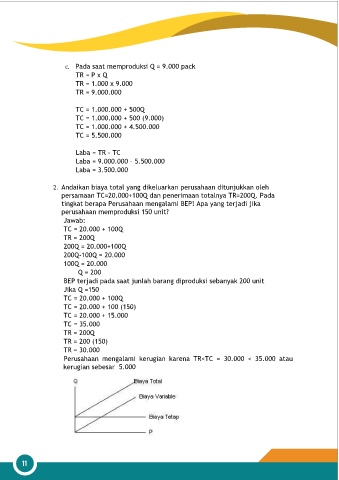 c. Pada saat memproduksi Q = 9.000 pack
TR = P x Q
TR = 1.000 x 9.000
TR = 9.000.000
TC = 1.000.000 + 500Q
TC = 1.000.000 + 500 (9.000)
TC = 1.000.000 + 4.500.000
TC = 5.500.000
Laba = TR - TC
Laba = 9.000.000 - 5.500.000
Laba = 3.500.000
2. Andaikan biaya total yang dikeluarkan perusahaan ditunjukkan oleh
persamaan TC=20.000+100Q dan penerimaan totalnya TR=200Q. Pada
tingkat berapa Perusahaan mengalami BEP! Apa yang terjadi jika
perusahaan memproduksi 150 unit?
Jawab:
TC = 20.000 + 100Q
TR = 200Q
200Q = 20.000+100Q
200Q-100Q = 20.000
100Q = 20.000
Q = 200
BEP terjadi pada saat junlah barang diproduksi sebanyak 200 unit
Jika Q =150
TC = 20.000 + 100Q
TC = 20.000 + 100 (150)
TC = 20.000 + 15.000
TC = 35.000
TR = 200Q
TR = 200 (150)
TR = 30.000
Perusahaan mengalami kerugian karena TR<TC = 30.000 < 35.000 atau
kerugian sebesar 5.000
Q
Biaya Total
Biaya Variable
Biaya Tetap
P
11